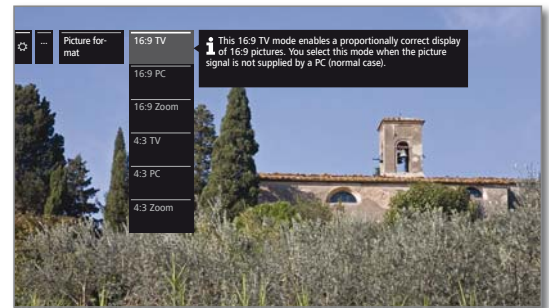 ...
Picture for-
mat
16:9 TV
16:9 PC
16:9 Zoom
4:3 TV
4:3 PC
4:3 Zoom
This 16:9 TV mode enables a proportionally correct display
of 16:9 pictures. You select this mode when the picture
signal is not supplied by a PC (normal case).